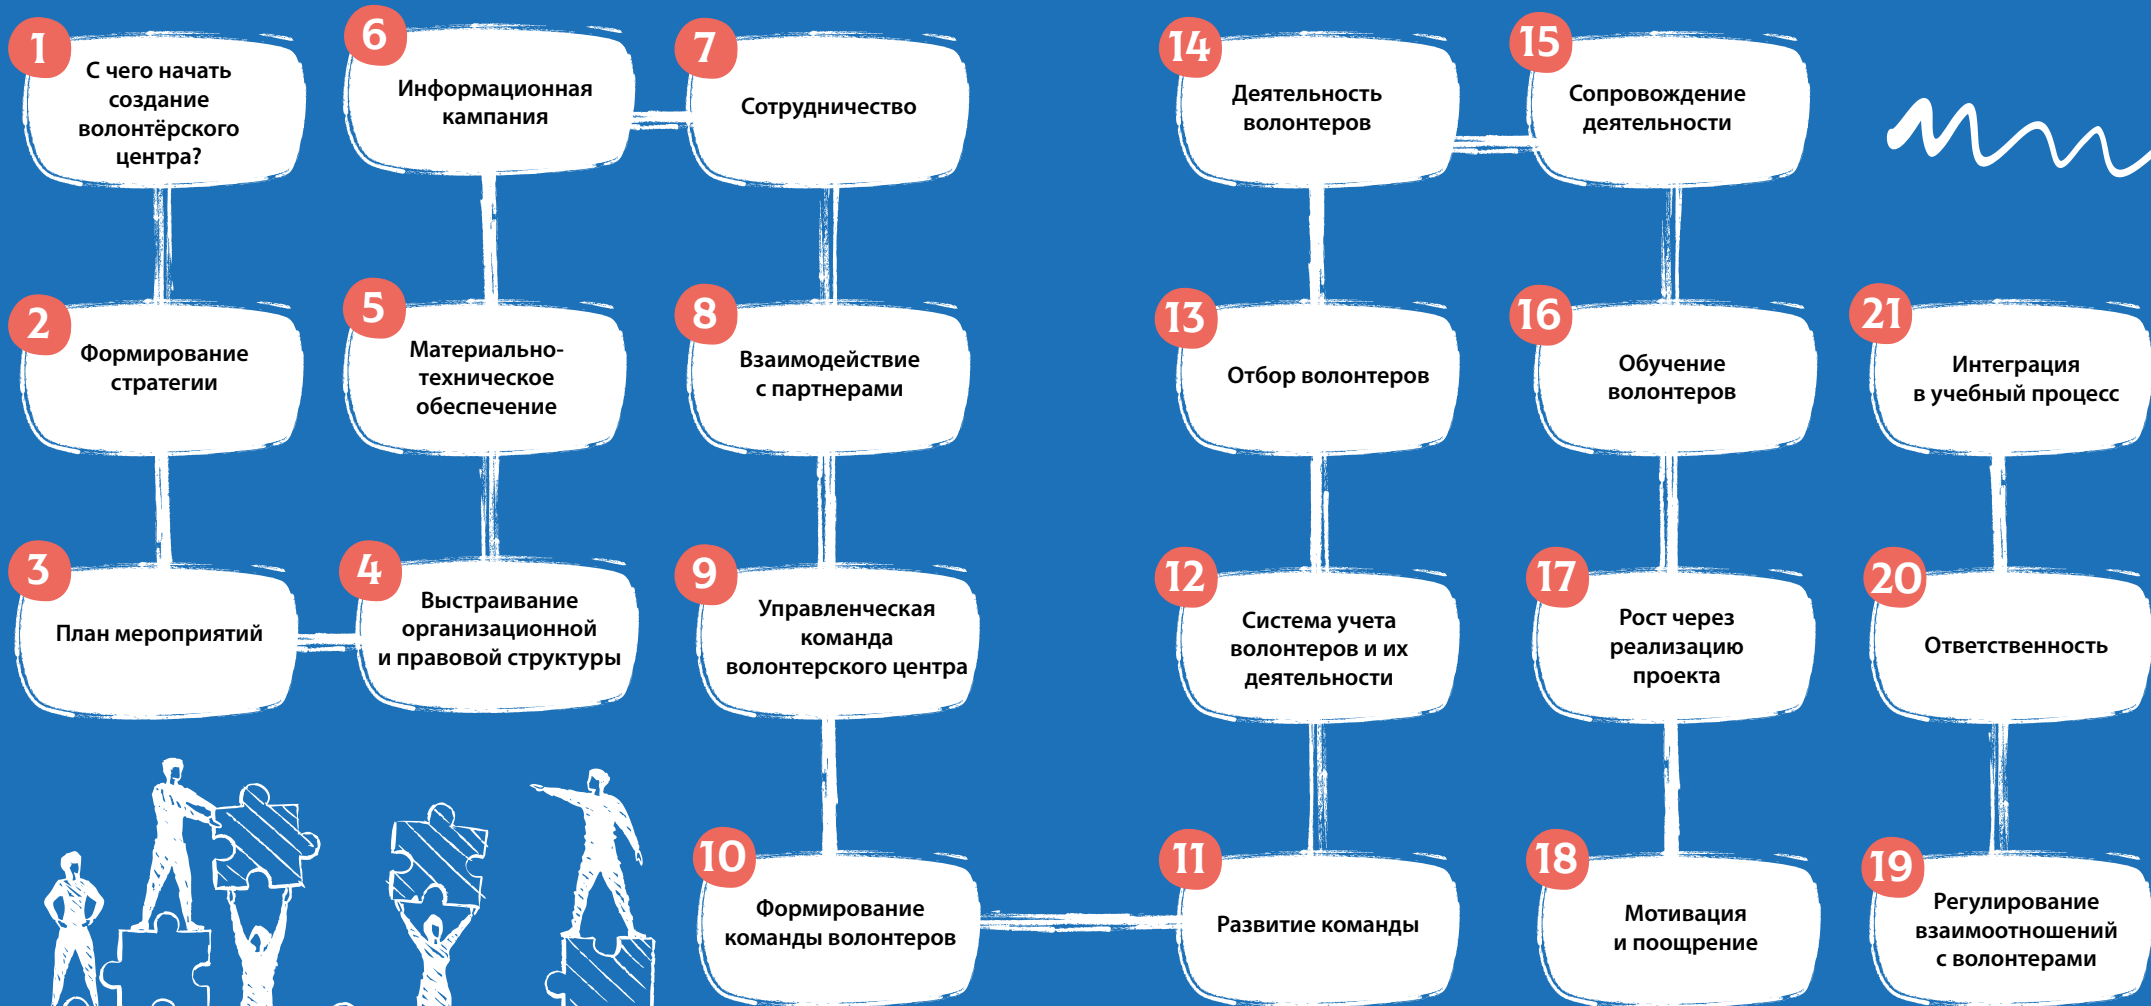 1
С чего начать
создание
волонтёрского
центра?
2
Формирование
стратегии
3
План мероприятий
4
Выстраивание
организационной
и правовой структуры
5
Материально-
техническое
обеспечение
6
Информационная
кампания
7
Сотрудничество
8
Взаимодействие
с партнерами
9
Управленческая
команда
волонтерского центра
10
Формирование
команды волонтеров
11
Развитие команды
12
Система учета
волонтеров и их
деятельности
13
Отбор волонтеров
14
Деятельность
волонтеров
15
Сопровождение
деятельности
16
Обучение
волонтеров
17
Рост через
реализацию
проекта
18
Мотивация
и поощрение
19
Регулирование
взаимоотношений
с волонтерами
20
Ответственность
21
Интеграция
в учебный процесс